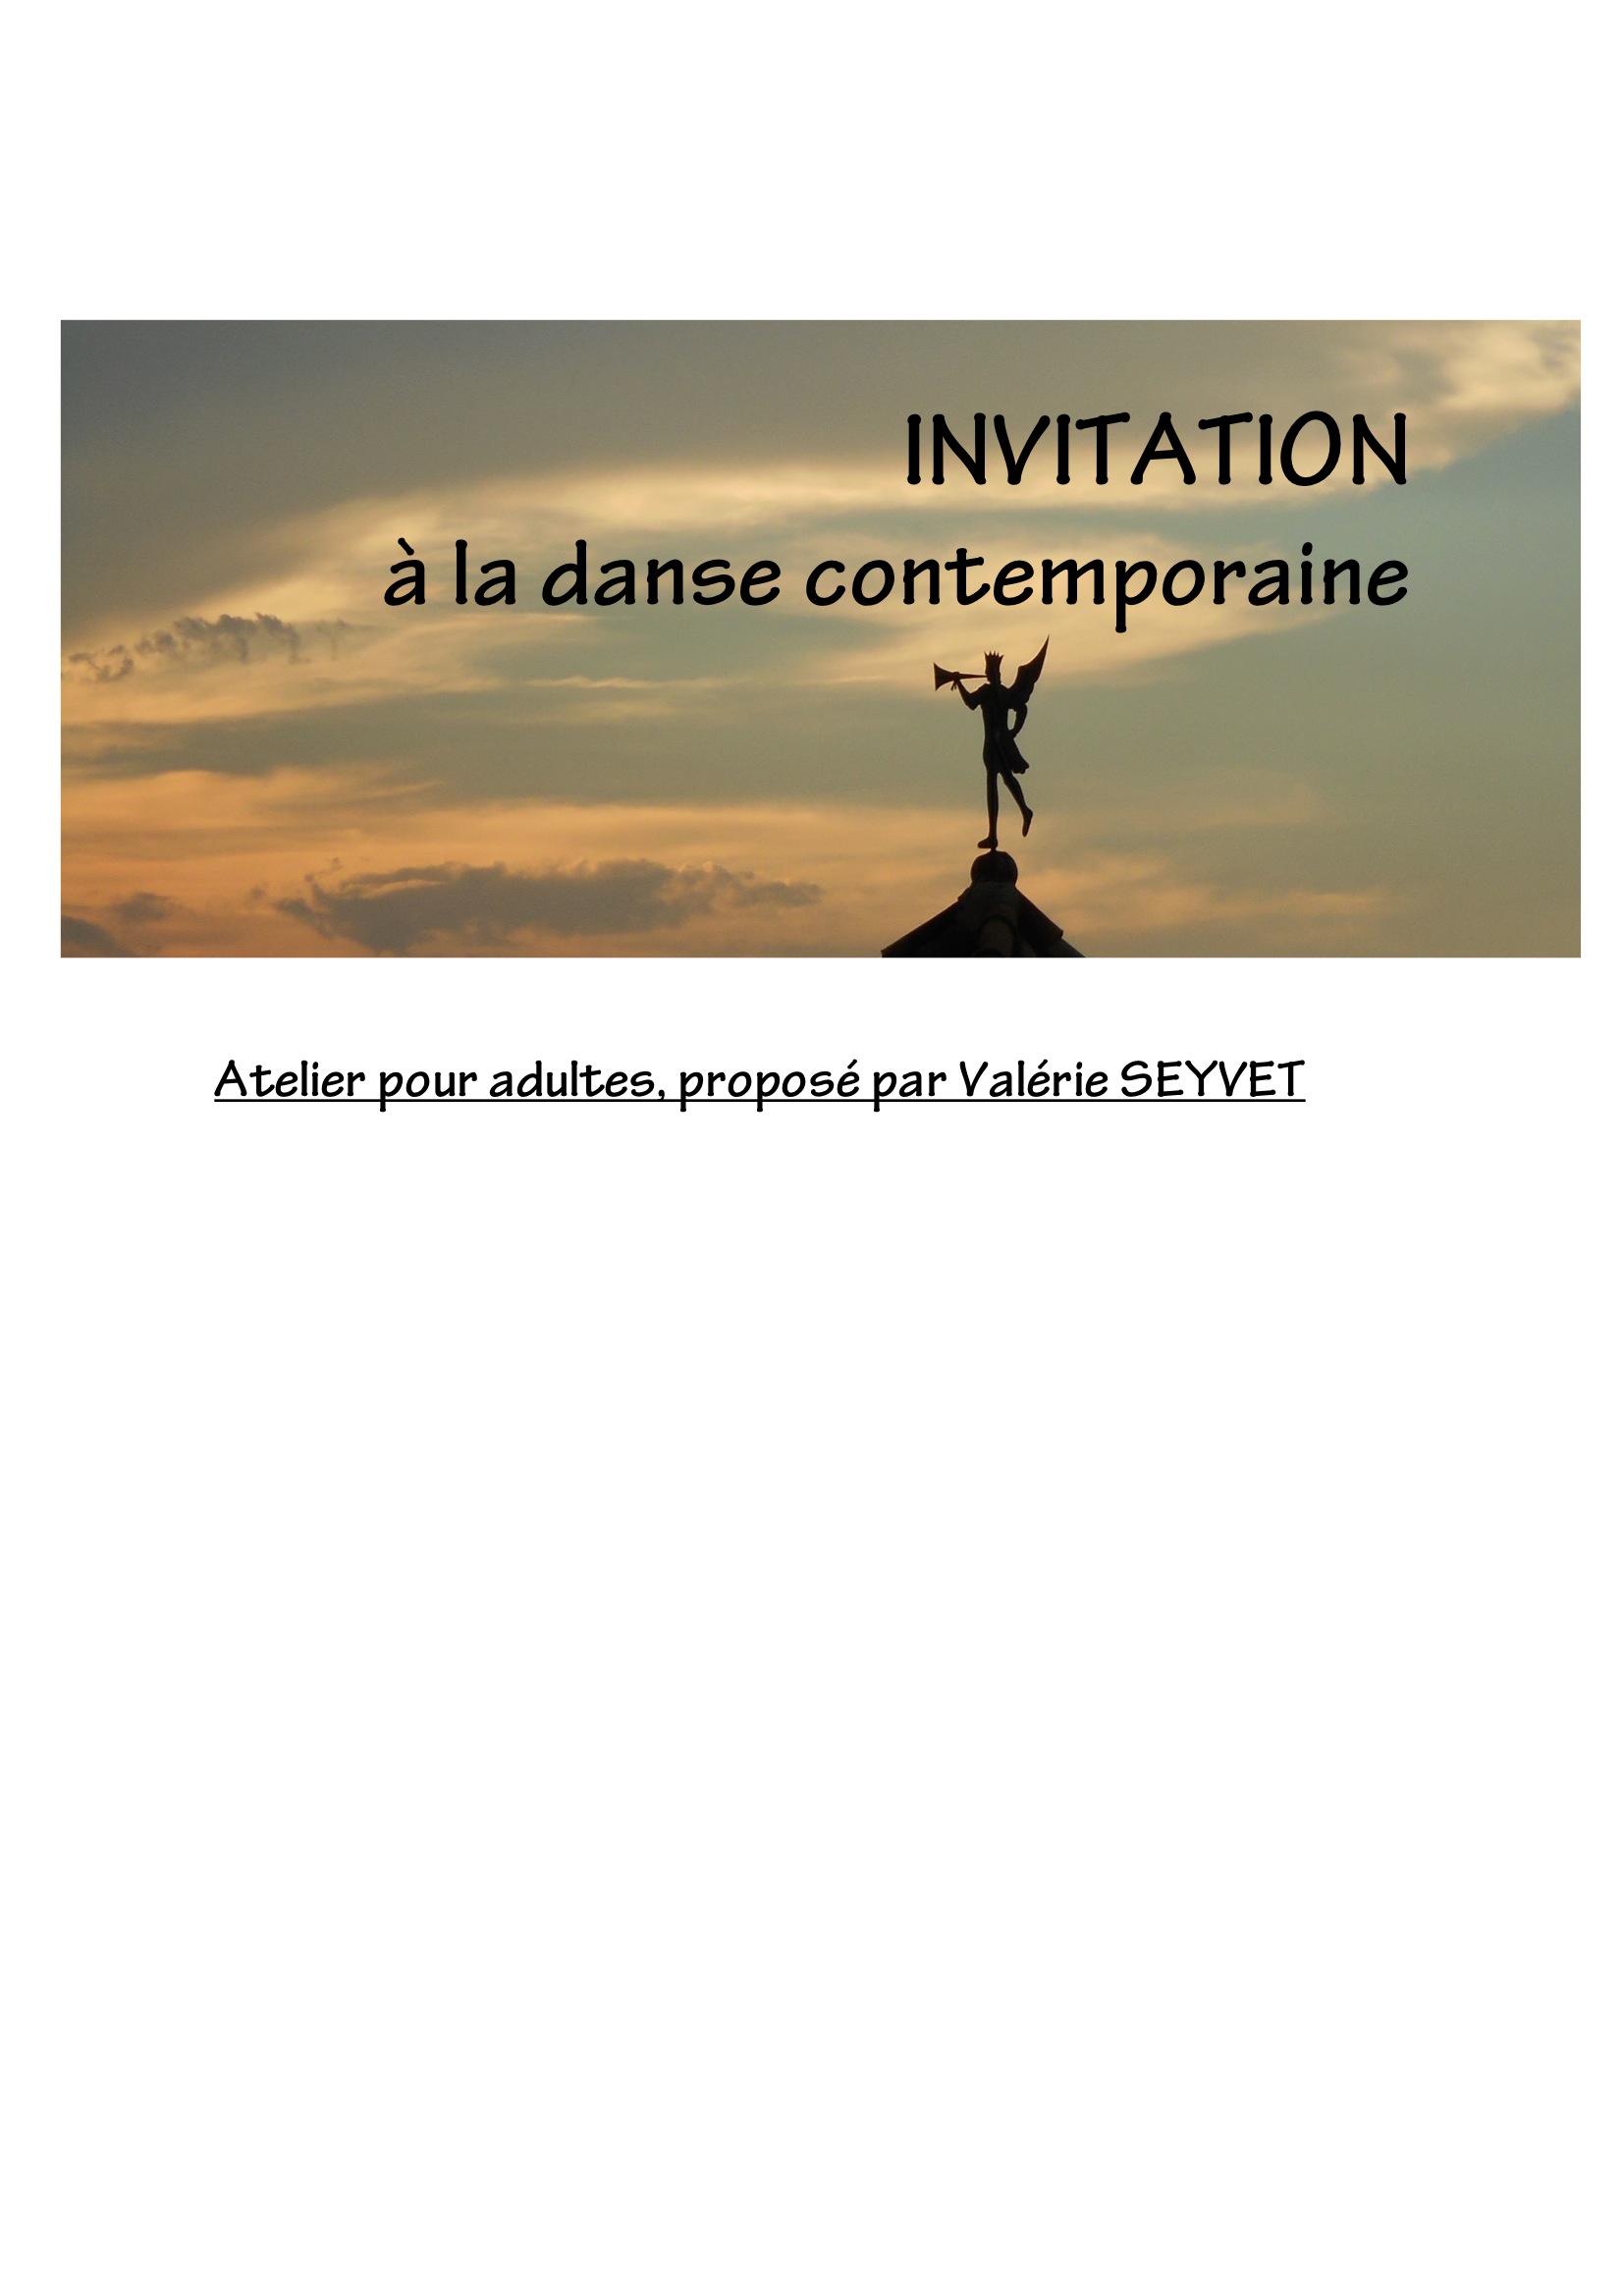 INVITATION
à la danse contemporaine
Atelier pour adultes, proposé par Valérie SEYVET